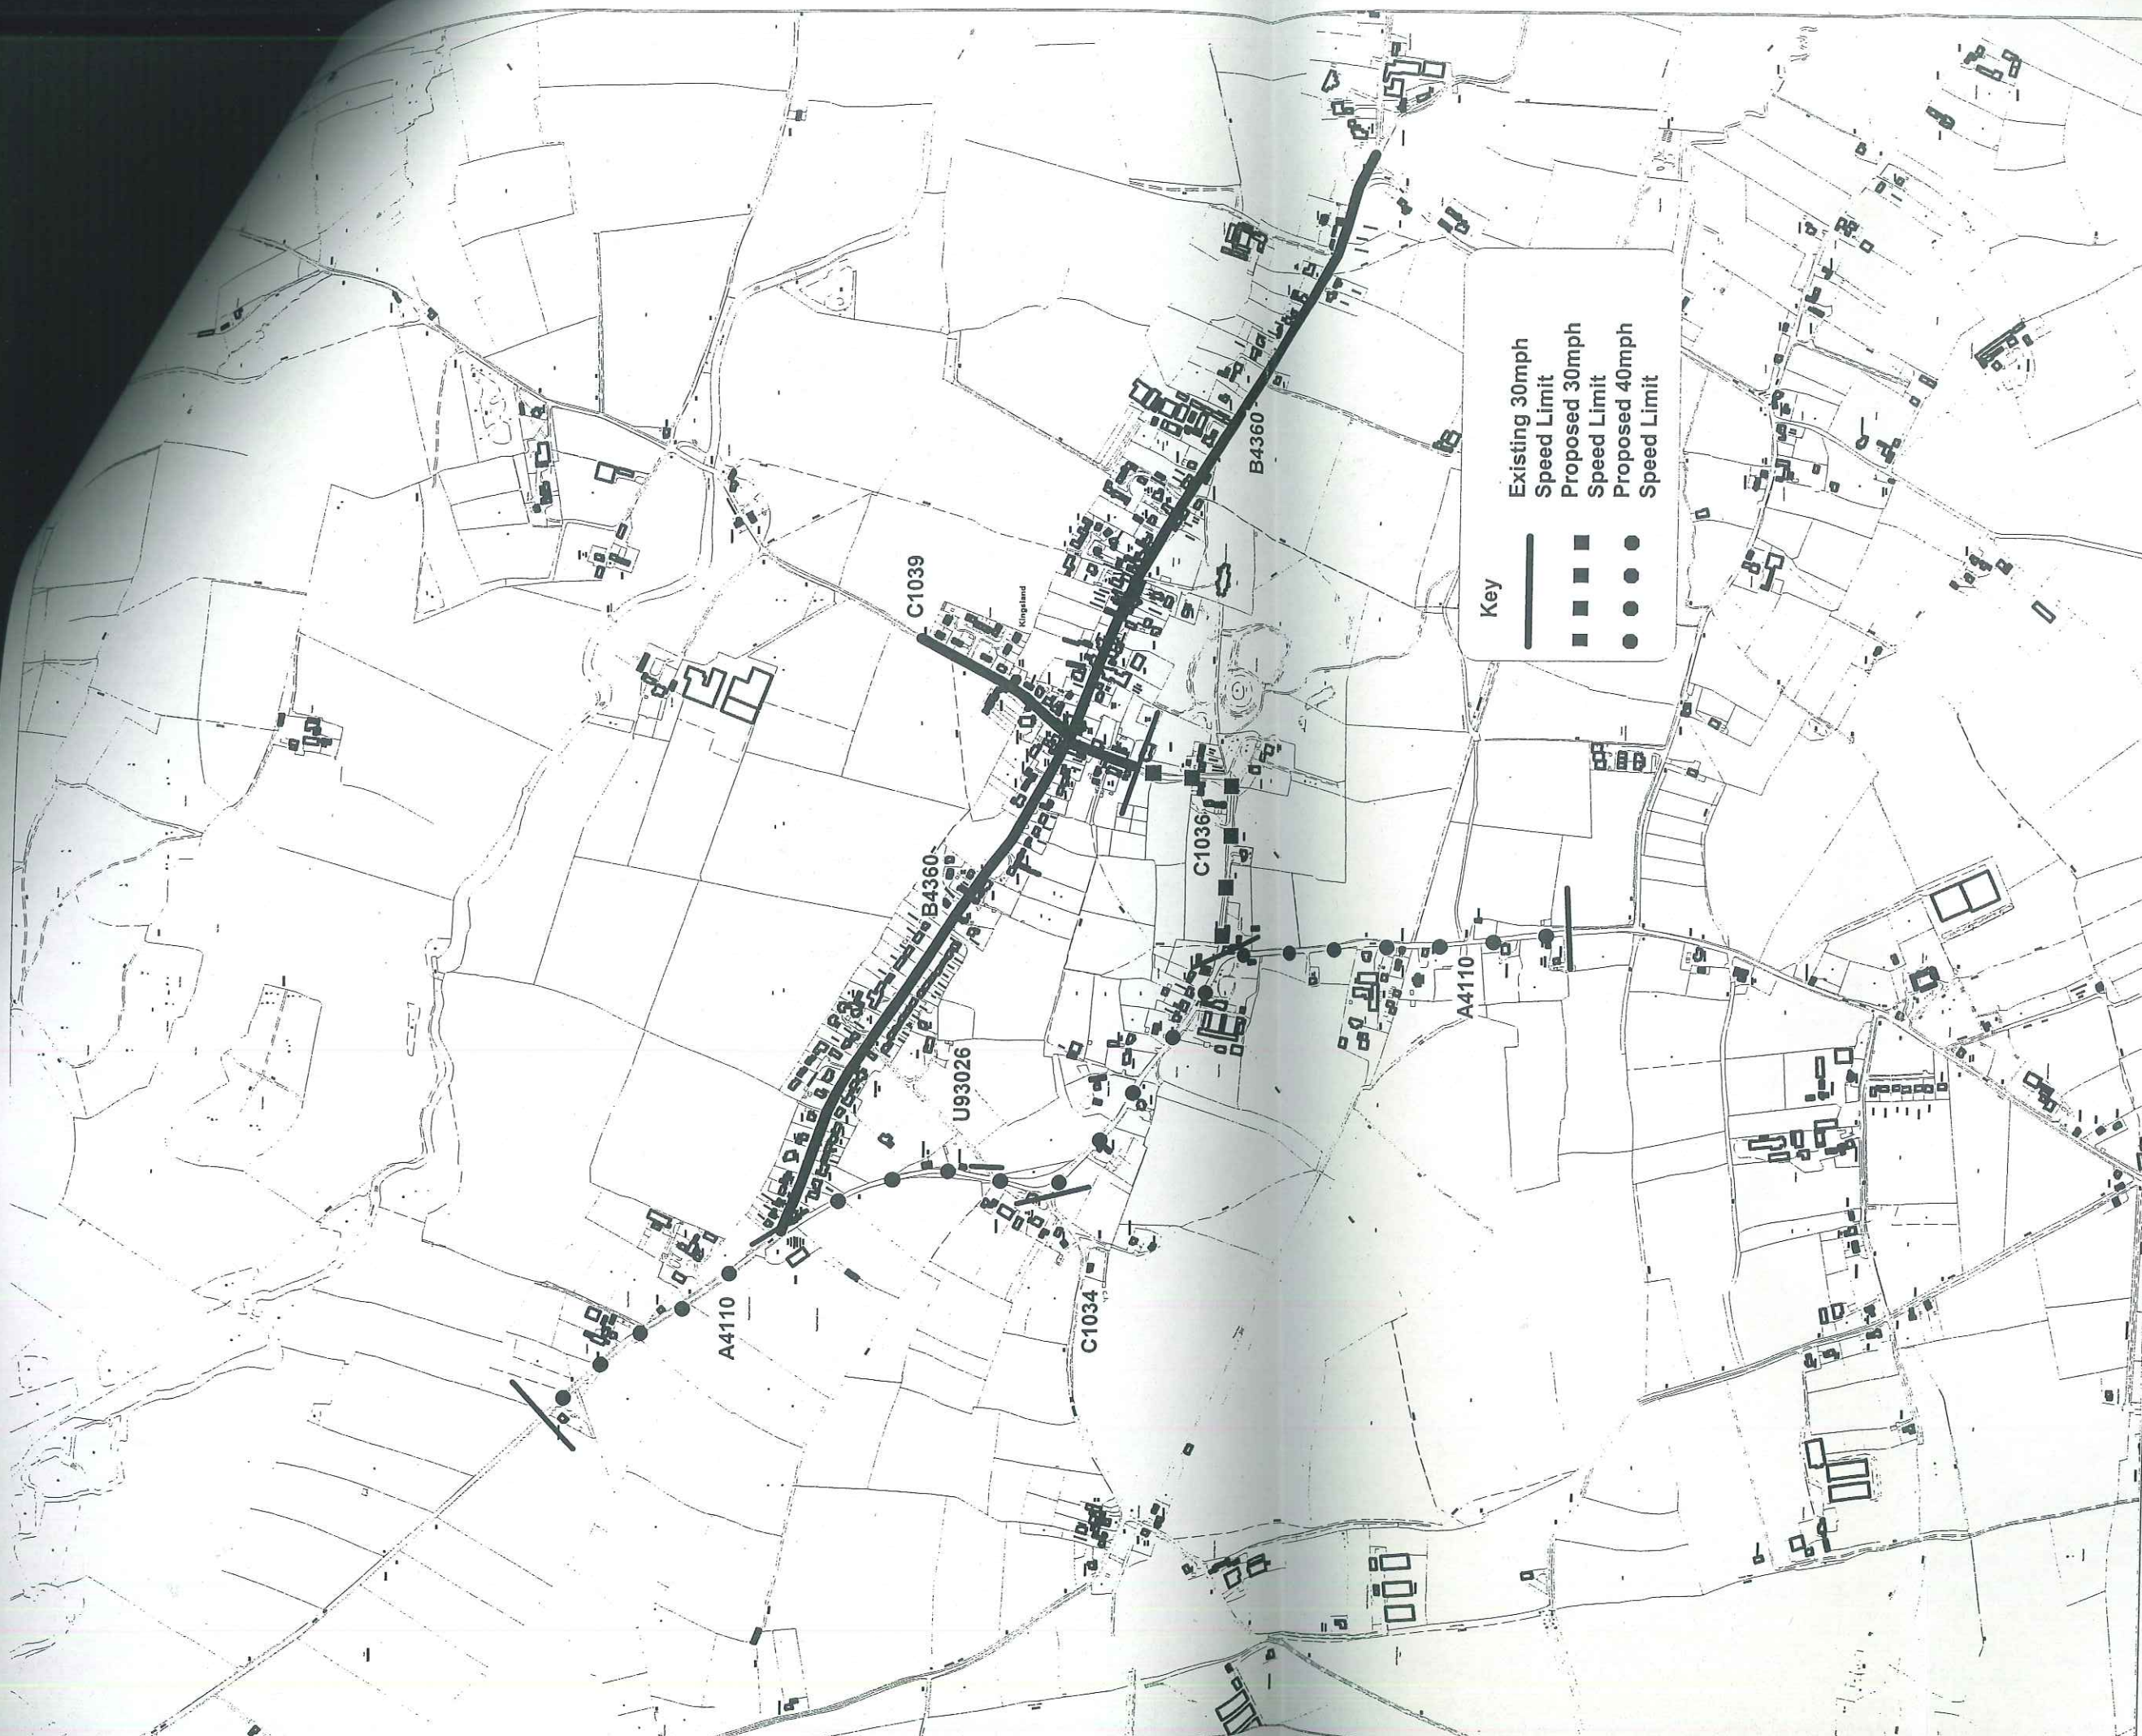 C1039
Kingsland
B4360
B4360
C1036
U93026
A4110
A4110
C1034
Key
Existing 30mph
Speed Limit
Proposed 30mph
Speed Limit
Proposed 40mph
Speed Limit